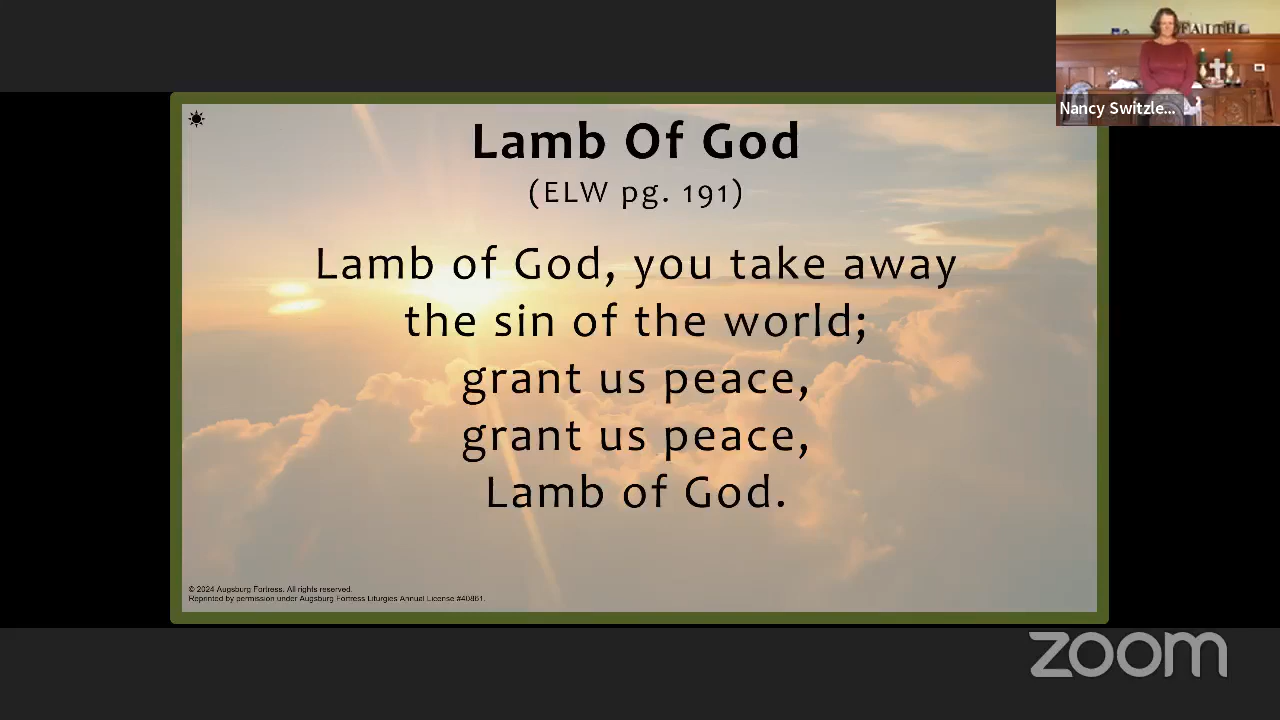 FAITH
Nancy Switzle...
Lamb Of God
(ELW pg. 191)
Lamb of God, you take away
the sin of the world;
grant us peace,
grant us peace,
Lamb of God.
© 2024 Augsburg Fortress. All rights reserved.
Reprinted by permission under Augsburg Fortress Liturgies Annual License #40861.
zoom